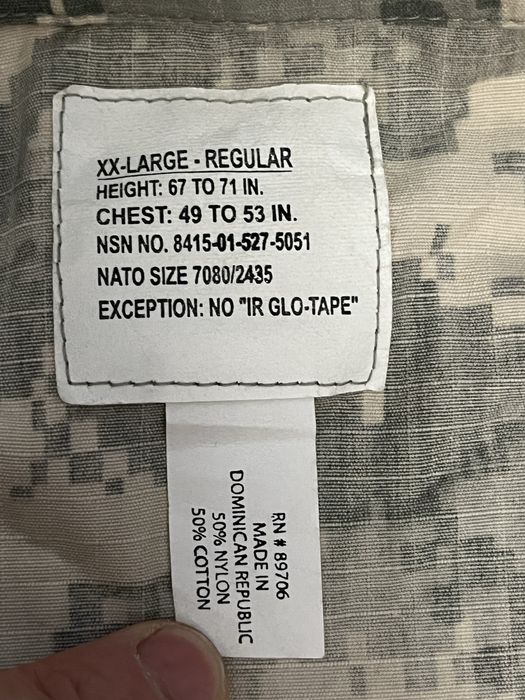 XX-LARGE - REGULAR
HEIGHT: 67 TO 71 IN.
CHEST: 49 TO 53 IN.
NSN NO. 8415-01-527-5051
NATO SIZE 7080/2435
EXCEPTION: NO "IR GLO-TAPE"
RN # 89706
MADE IN
DOMINICAN REPUBLIC
50% NYLON
50% COTTON